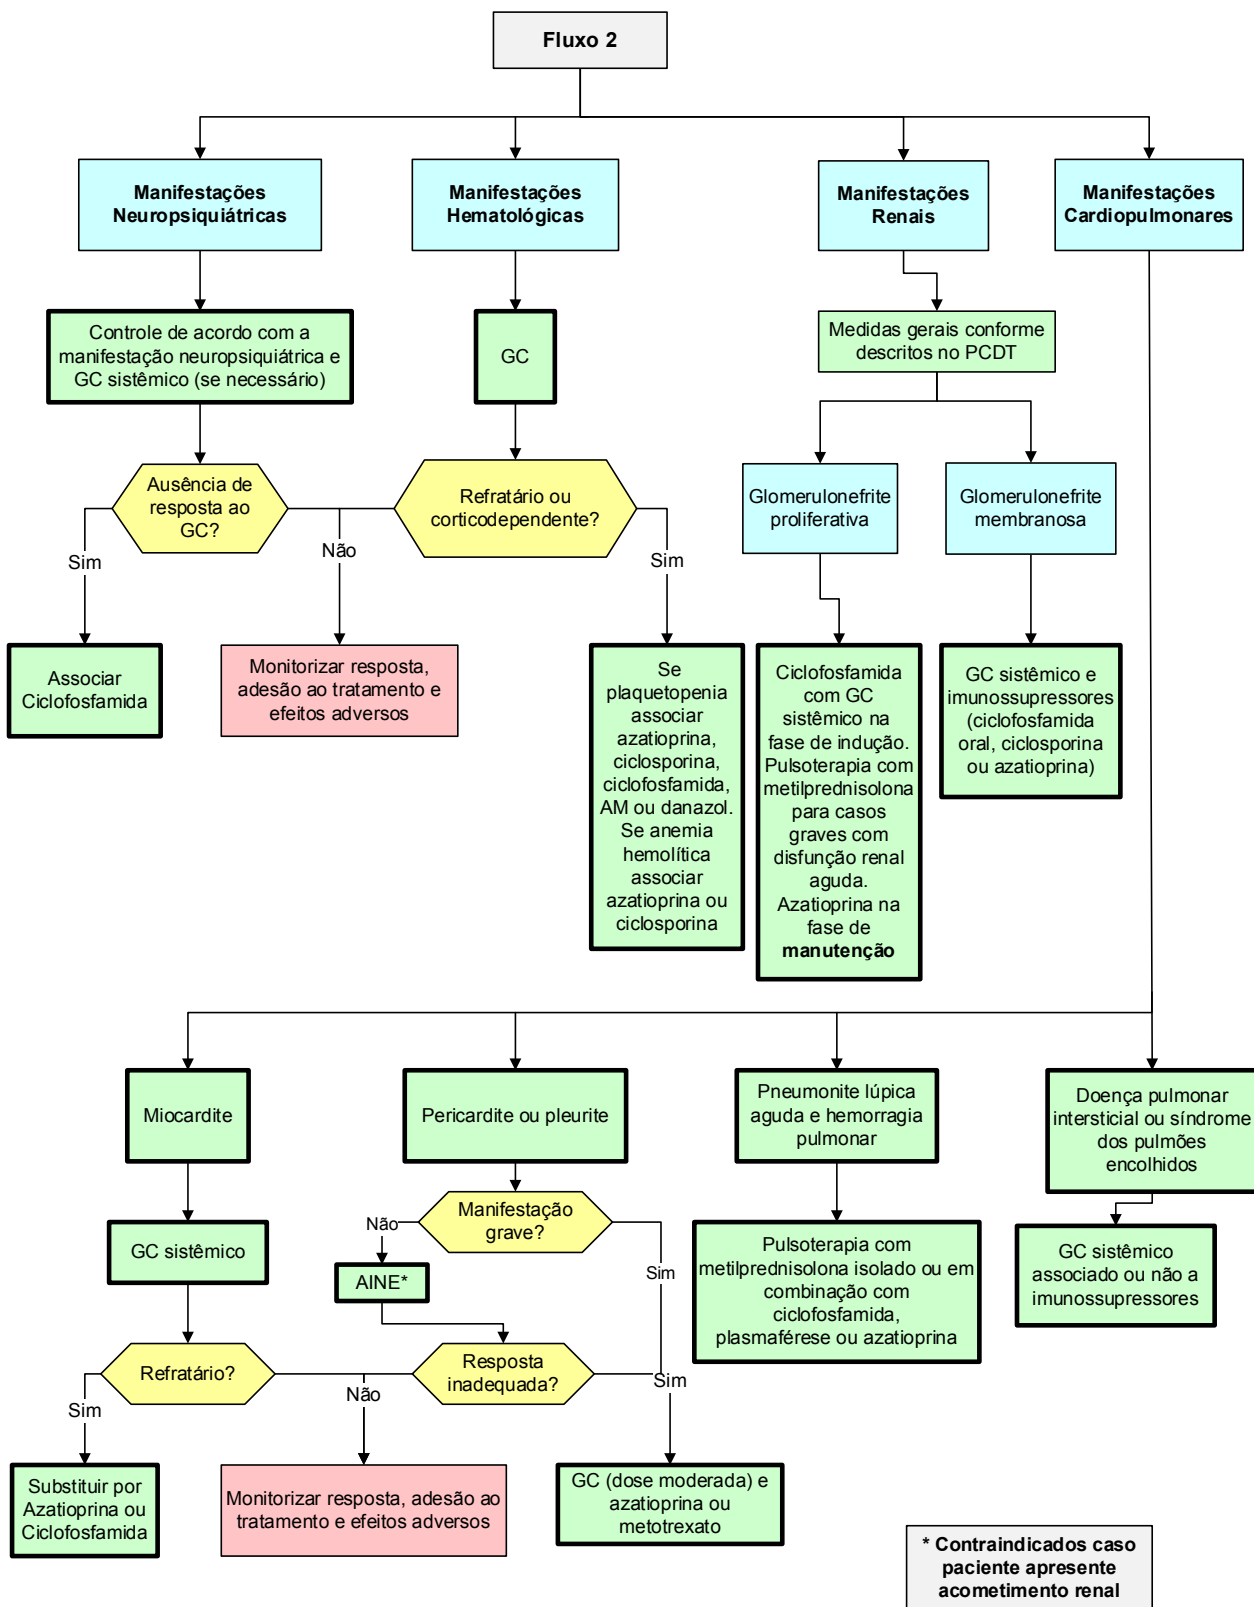 Fluxo 2
Manifestações
Neuropsiquiátricas
Manifestações
Hematológicas
Manifestações
Renais
Manifestações
Cardiopulmonares
Controle de acordo com a
manifestação neuropsiquiátrica e
GC sistêmico (se necessário)
GC
Medidas gerais conforme
descritos no PCDT
Ausência de
resposta ao
GC?
Refratário ou
corticodependente?
Glomerulonefrite
proliferativa
Glomerulonefrite
membranosa
Sim
Não
Sim
Associar
Ciclofosfamida
Monitorizar resposta,
adesão ao tratamento e
efeitos adversos
Se
plaquetopenia
associar
azatioprina,
ciclosporina,
ciclofosfamida,
AM ou danazol.
Se anemia
hemolítica
associar
azatioprina ou
ciclosporina
Ciclofosfamida
com GC
sistêmico na
fase de indução.
Pulsoterapia com
metilprednisolona
para casos
graves com
disfunção renal
aguda.
Azatioprina na
fase de
manutenção
GC sistêmico e
imunossupressores
(ciclofosfamida
oral, ciclosporina
ou azatioprina)
Miocardite
Pericardite ou pleurite
Pneumonite lúpica
aguda e hemorragia
pulmonar
Doença pulmonar
intersticial ou síndrome
dos pulmões
encolhidos
Manifestação
grave?
Não
Sim
GC sistêmico
AINE*
Pulsoterapia com
metilprednisolona isolado ou em
combinação com
ciclofosfamida,
plasmaférese ou azatioprina
GC sistêmico
associado ou não a
imunossupressores
Refratário?
Resposta
inadequada?
Sim
Não
Sim
Substituir por
Azatioprina ou
Ciclofosfamida
Monitorizar resposta, adesão ao
tratamento e efeitos adversos
GC (dose moderada) e
azatioprina ou
metotrexato
* Contraindicados caso
paciente apresente
acometimento renal